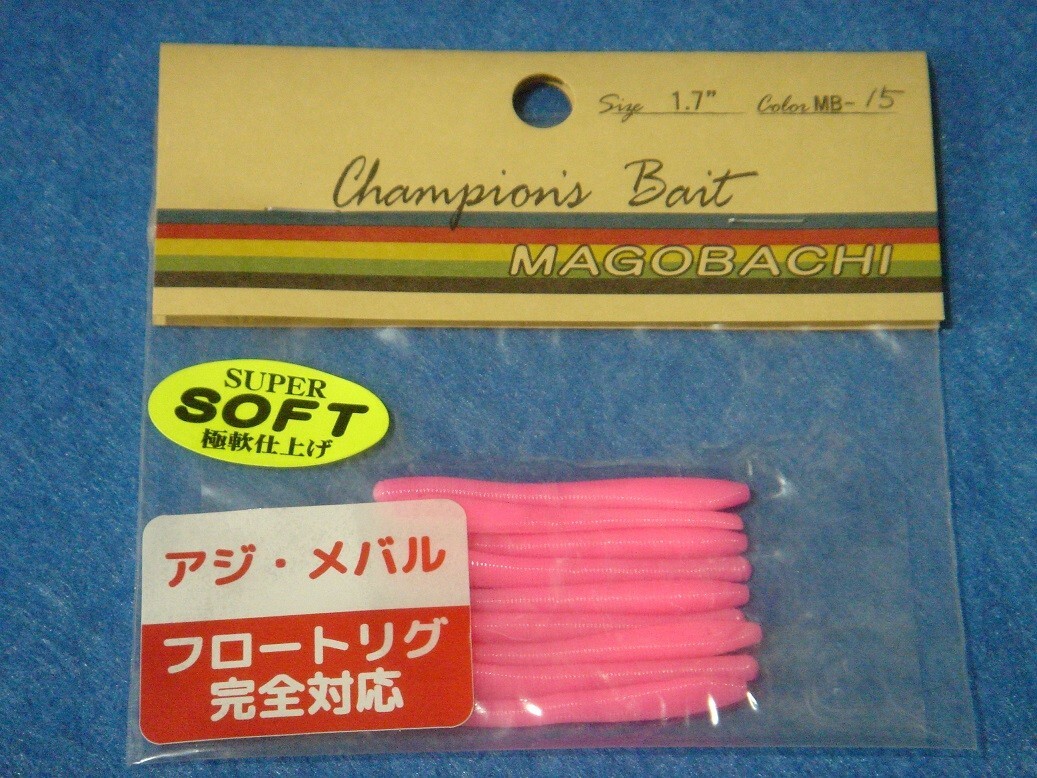 Size 1.7" Color MB-15
Champion's Bait
MAGOBACHI
SUPER
SOFT
極軟仕上げ
アジ・メバル
フロートリグ
完全対応